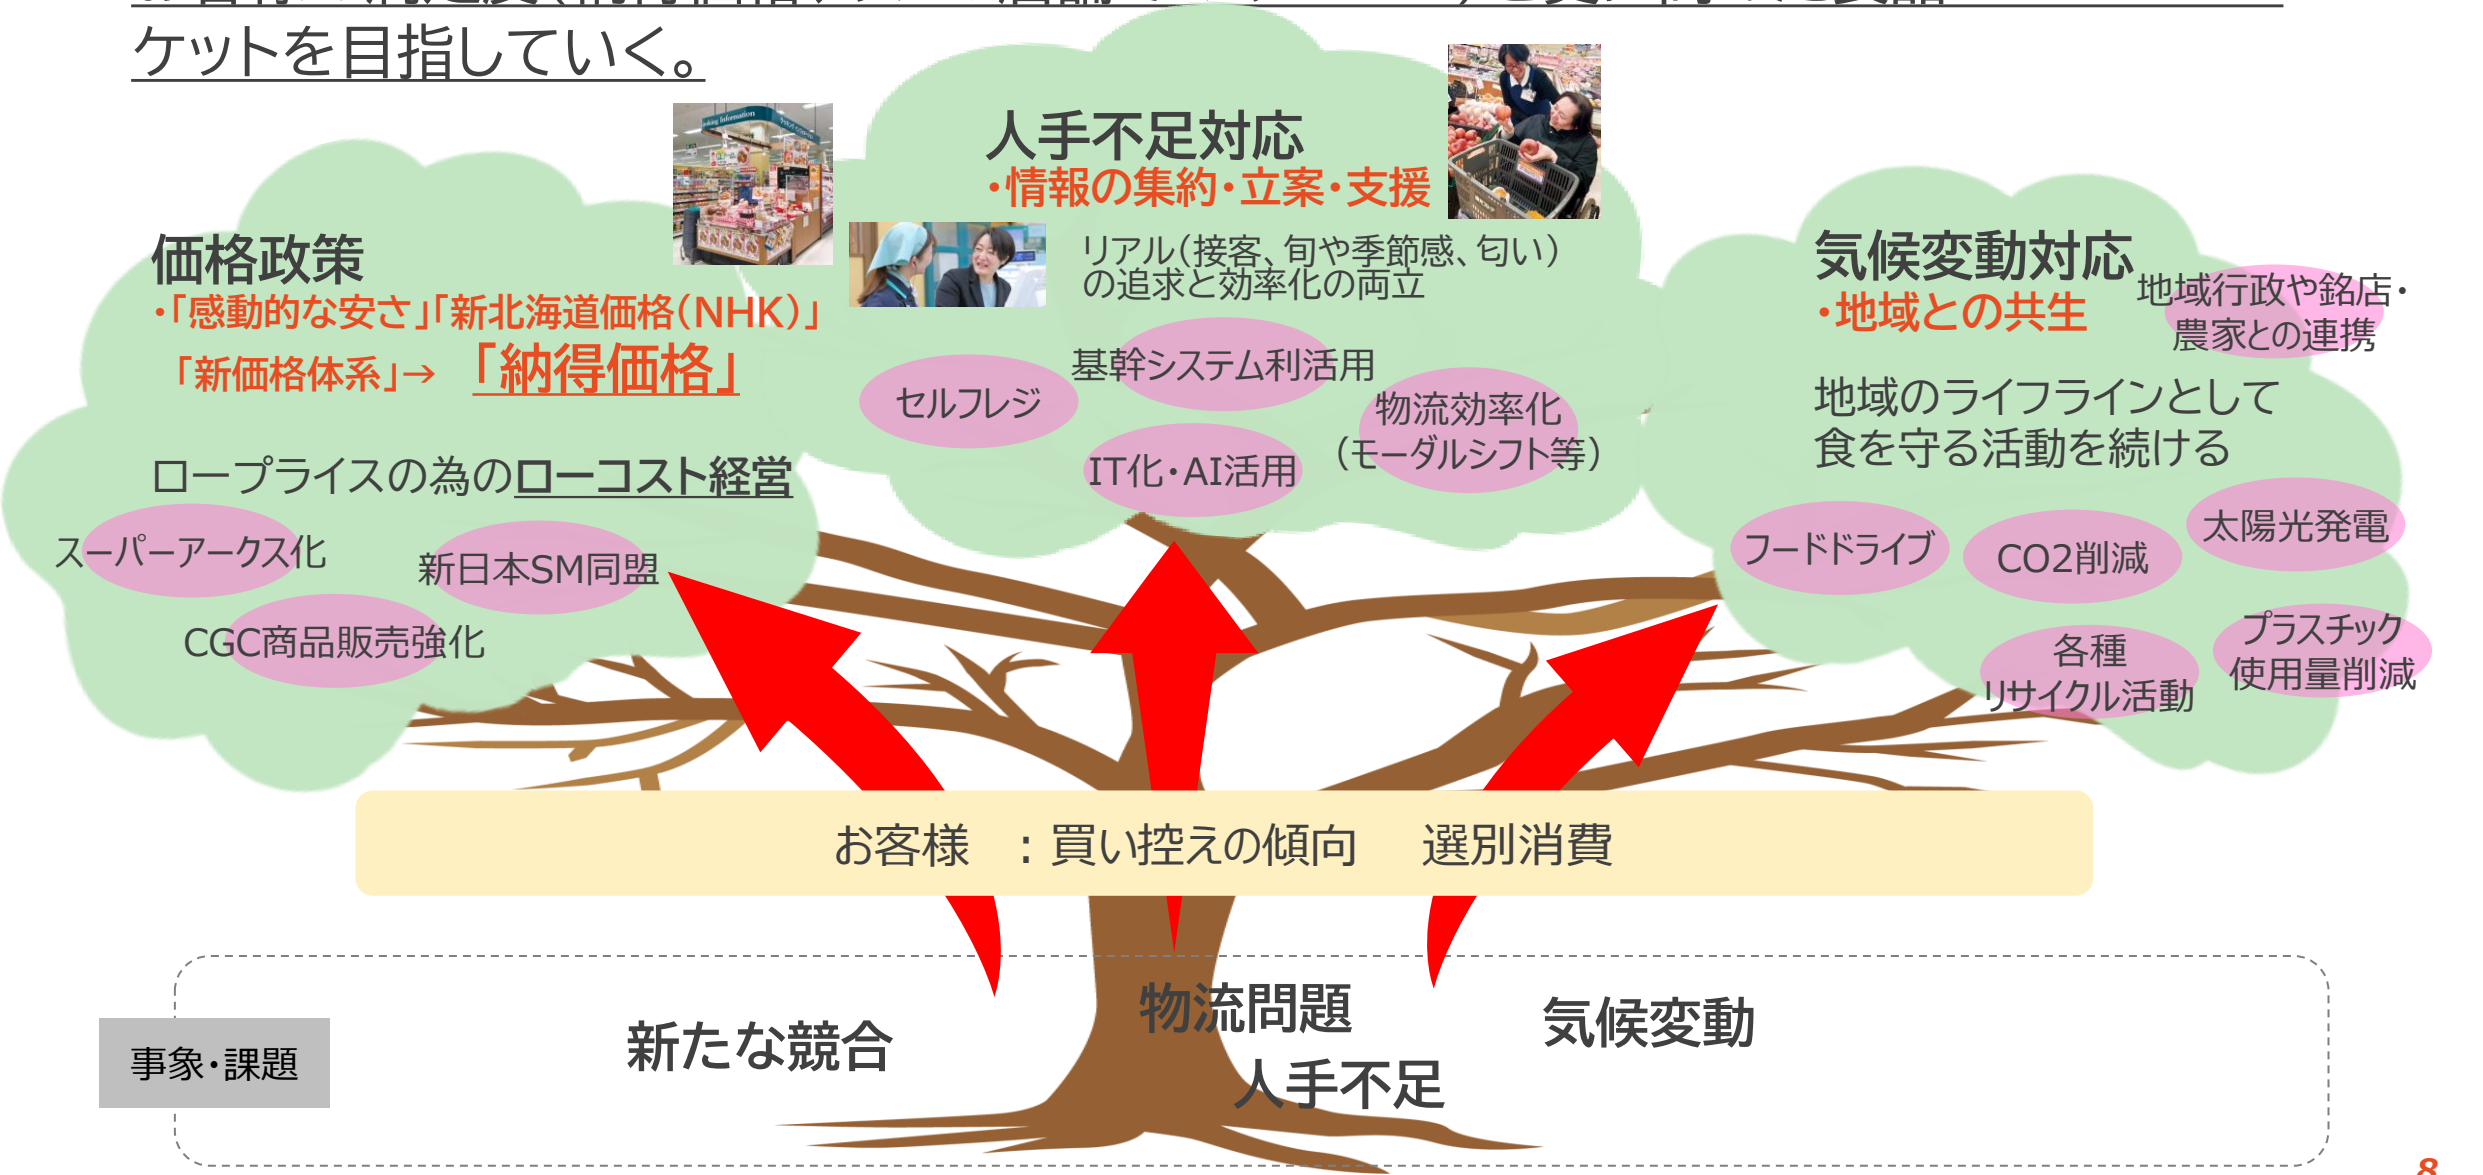 ケットを目指していく。
人手不足対応
・情報の集約・立案・支援
リアル（接客、旬や季節感、匂い）
の追求と効率化の両立
セルフレジ
基幹システム利活用
物流効率化
（モーダルシフト等）
IT化・AI活用
価格政策
・「感動的な安さ」「新北海道価格（NHK）」
「新価格体系」→ 「納得価格」
ロープライスの為のローコスト経営
スーパーアークス化
新日本SM同盟
CGC商品販売強化
気候変動対応
・地域との共生
地域行政や銘店・
農家との連携
地域のライフラインとして
食を守る活動を続ける
フードドライブ
CO2削減
太陽光発電
各種
リサイクル活動
プラスチック
使用量削減
お客様　：買い控えの傾向　選別消費
事象・課題
新たな競合
物流問題
人手不足
気候変動
8